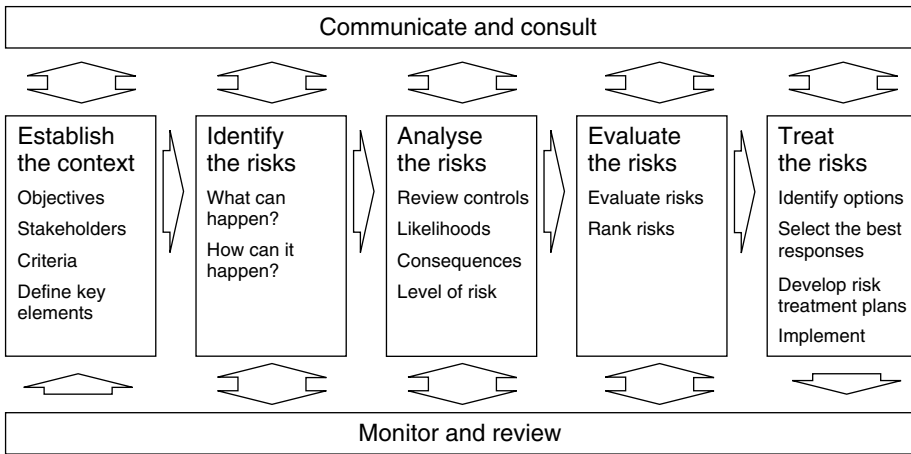 Communicate and consult
Establish
the context
Objectives
Stakeholders
Criteria
Define key
elements
Identify
the risks
What can
happen?
How can it
happen?
Analyse
the risks
Review controls
Likelihoods
Consequences
Level of risk
Evaluate
the risks
Evaluate risks
Rank risks
Treat
the risks
Identify options
Select the best
responses
Develop risk
treatment plans
Implement
Monitor and review